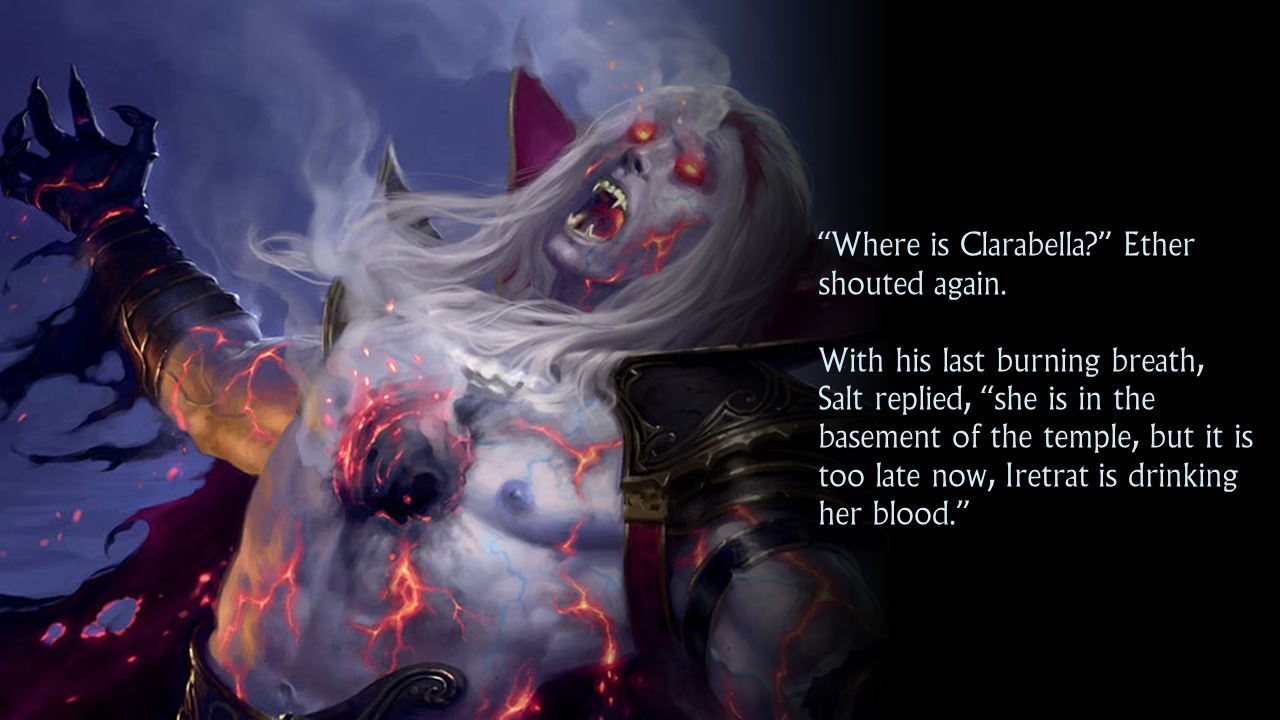 “Where is Clarabella?” Ether
shouted again.
With his last burning breath,
Salt replied, “she is in the
basement of the temple, but it is
too late now, Iretrat is drinking
her blood.”